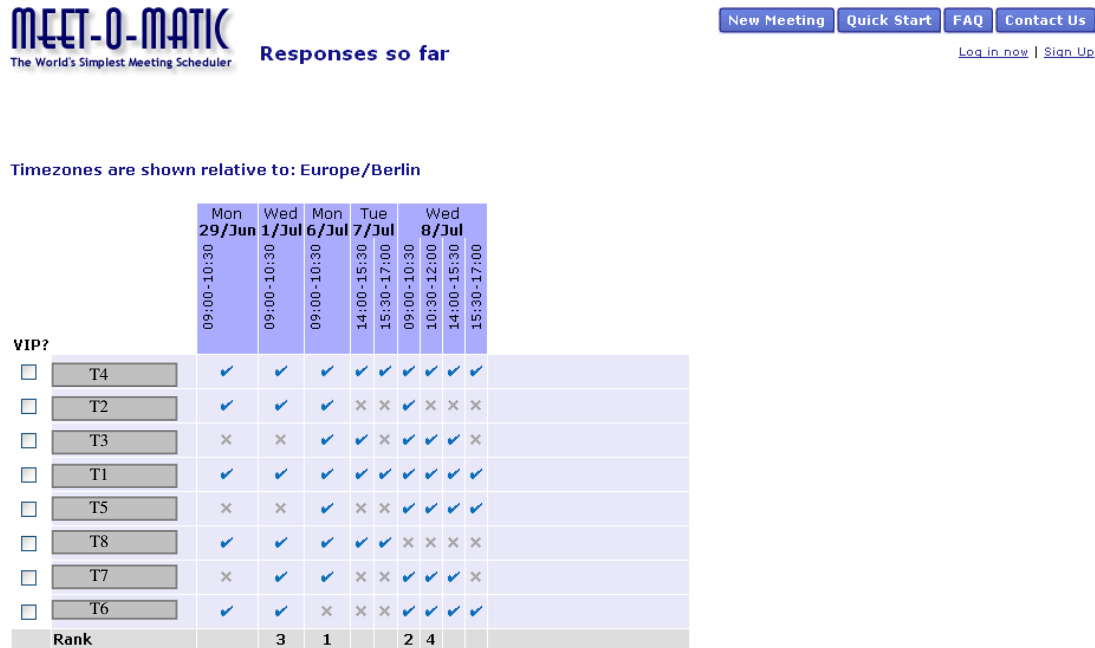 MEET-O-MATIC
The World's Simplest Meeting Scheduler
Responses so far
New Meeting Quick Start FAQ Contact Us
Log in now | Sign Up
Timezones are shown relative to: Europe/Berlin
Mon Wed Mon Tue Wed
29/Jun 1/Jul 6/Jul 7/Jul 8/Jul
09:00-10:30 09:00-10:30 09:00-10:30 14:00-15:30 15:30-17:00 09:00-10:30 10:30-12:00 14:00-15:30 15:30-17:00
VIP?
T4 ✔ ✔ ✔ ✔ ✔ ✔ ✔ ✔ ✔
T2 ✔ ✔ ✔ × × ✔ × × ×
T3 × × ✔ ✔ × ✔ ✔ ✔ ×
T1 ✔ ✔ ✔ ✔ ✔ ✔ ✔ ✔ ✔
T5 × × ✔ × × ✔ ✔ ✔ ✔
T8 ✔ ✔ ✔ ✔ ✔ × × × ×
T7 × ✔ ✔ × × ✔ ✔ ✔ ×
T6 ✔ ✔ × × × ✔ ✔ ✔ ✔
Rank 3 1 2 4